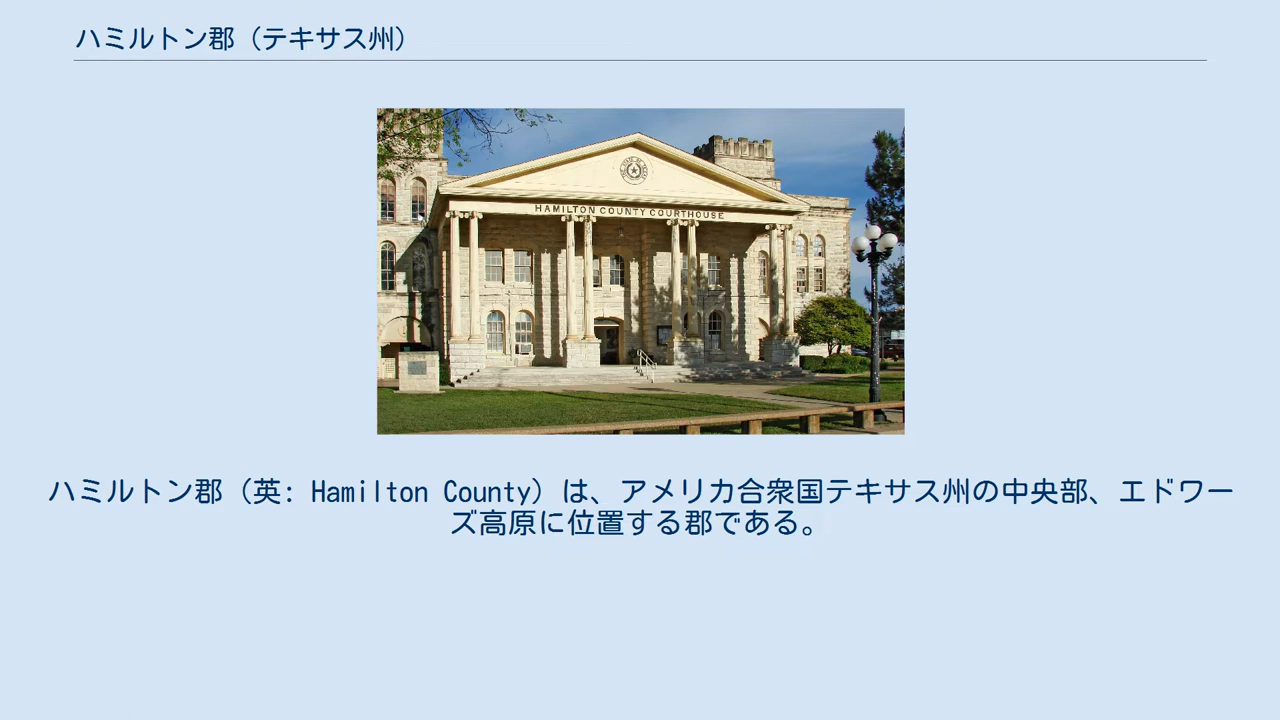 ハミルトン郡（テキサス州）
HAMILTON COUNTY COURTHOUSE
ハミルトン郡（英: Hamilton County）は、アメリカ合衆国テキサス州の中央部、エドワー
ズ高原に位置する郡である。